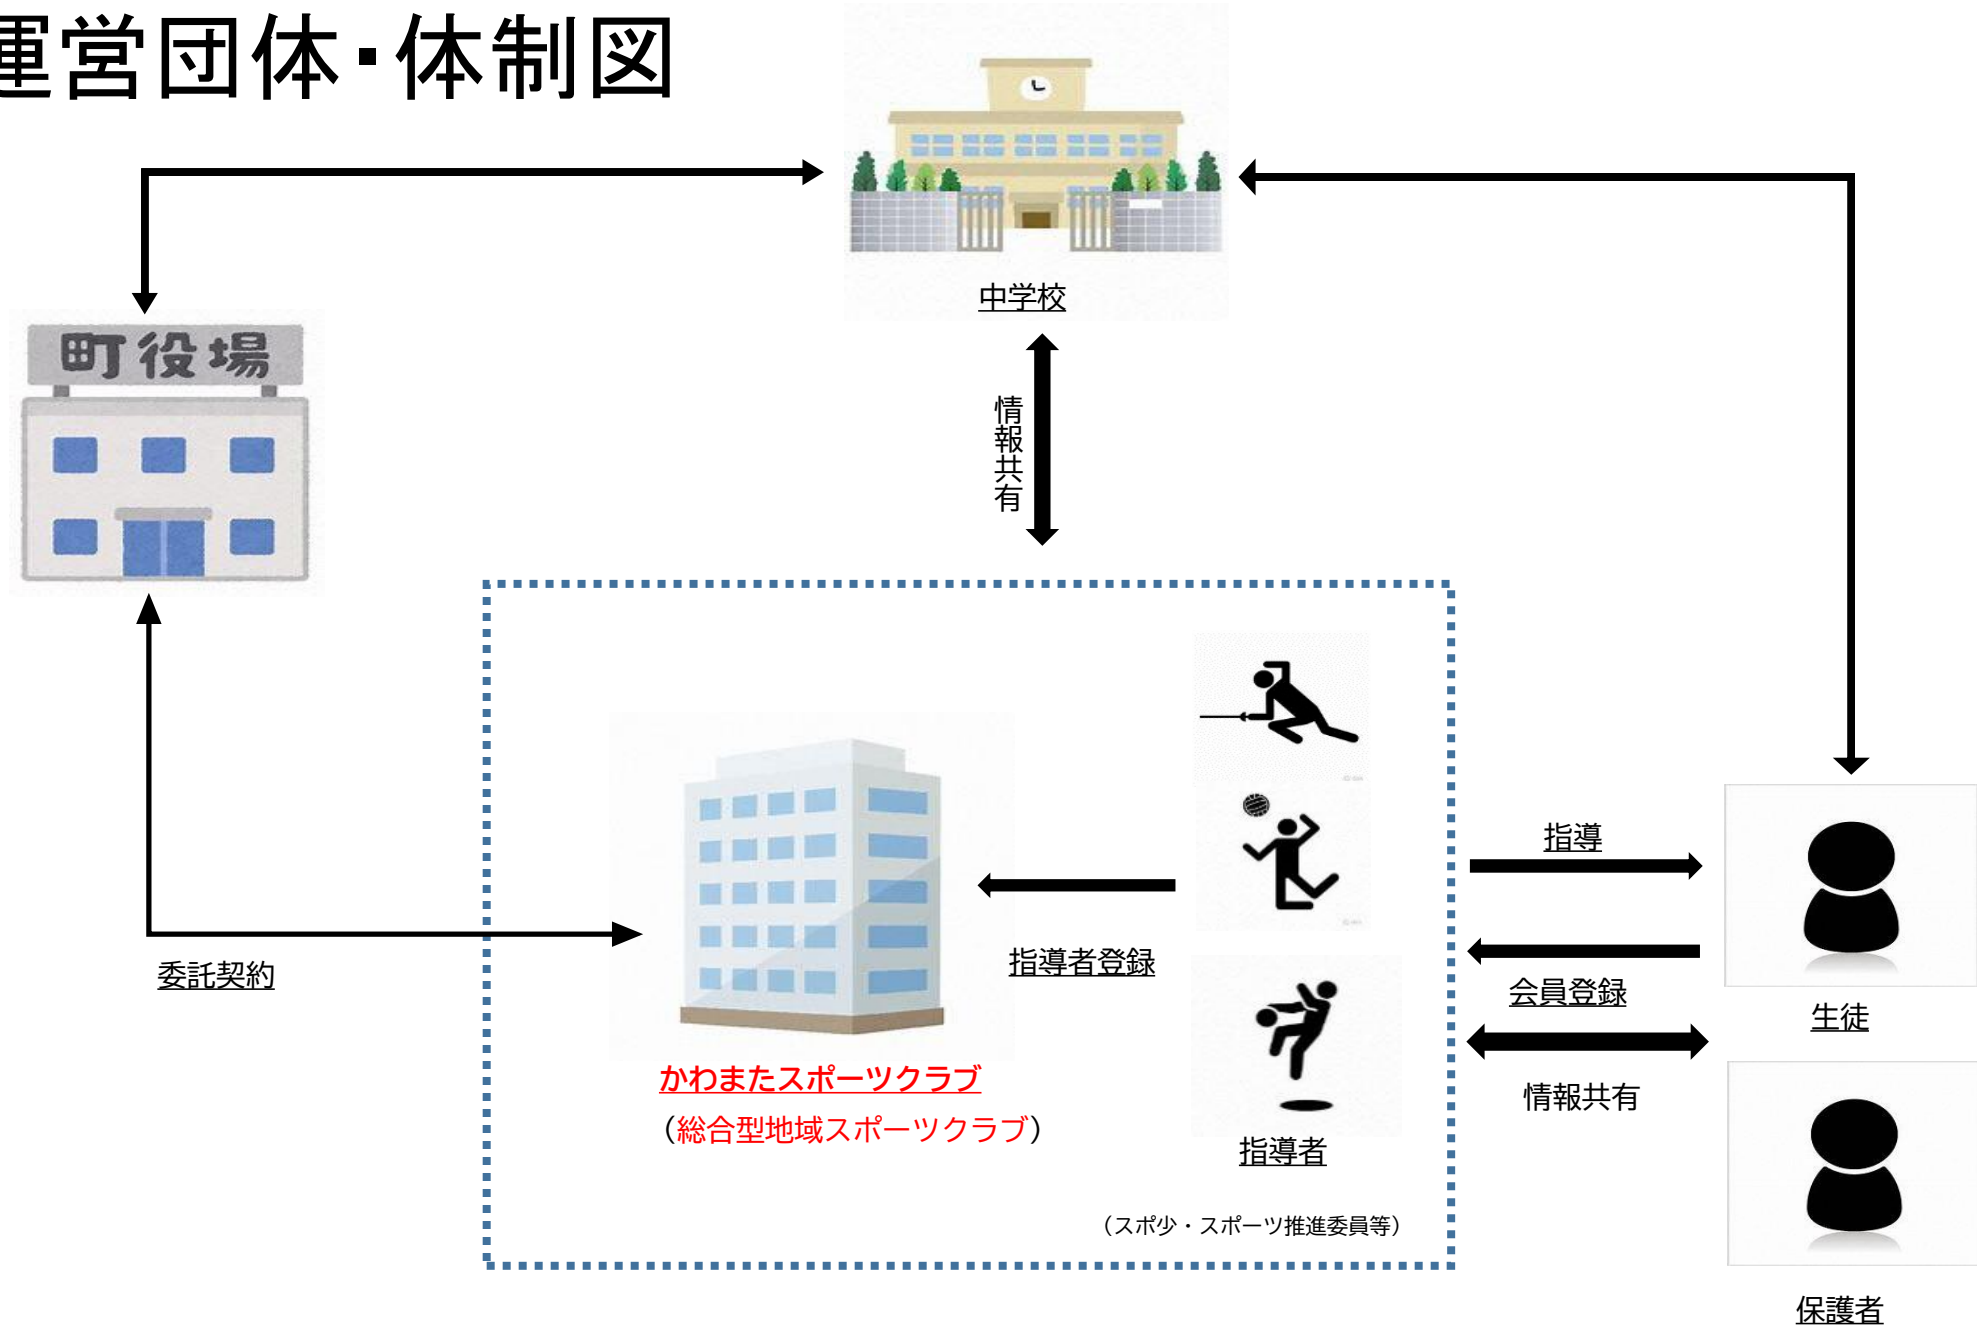 運営団体・体制図
中学校
町役場
情報共有
指導
指導者登録
委託契約
会員登録
生徒
かわまたスポーツクラブ
（総合型地域スポーツクラブ）
情報共有
指導者
（スポ少・スポーツ推進委員等）
保護者